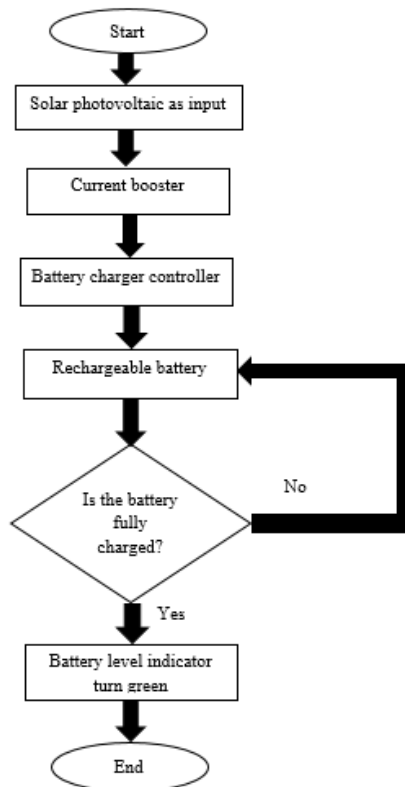 Start
Solar photovoltaic as input
Current booster
Battery charger controller
Rechargeable battery
Is the battery
fully
charged?
No
Yes
Battery level indicator
turn green
End